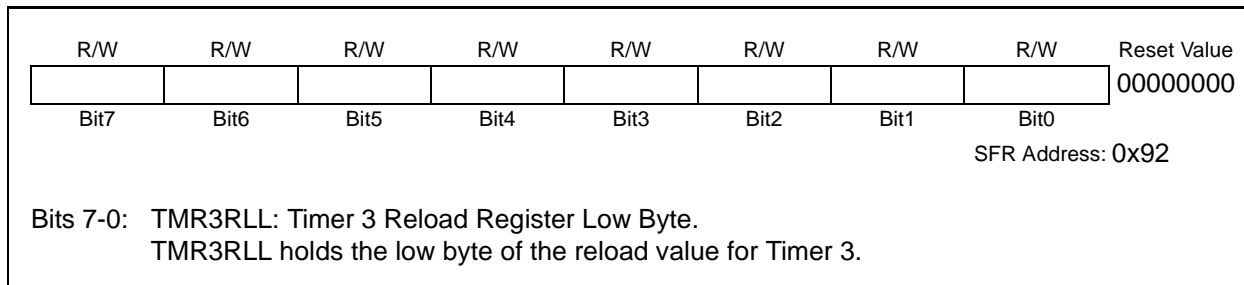 R/W R/W R/W R/W R/W R/W R/W R/W Reset Value
00000000
Bit7 Bit6 Bit5 Bit4 Bit3 Bit2 Bit1 Bit0
SFR Address: 0x92
Bits 7-0: TMR3RLL: Timer 3 Reload Register Low Byte.
TMR3RLL holds the low byte of the reload value for Timer 3.